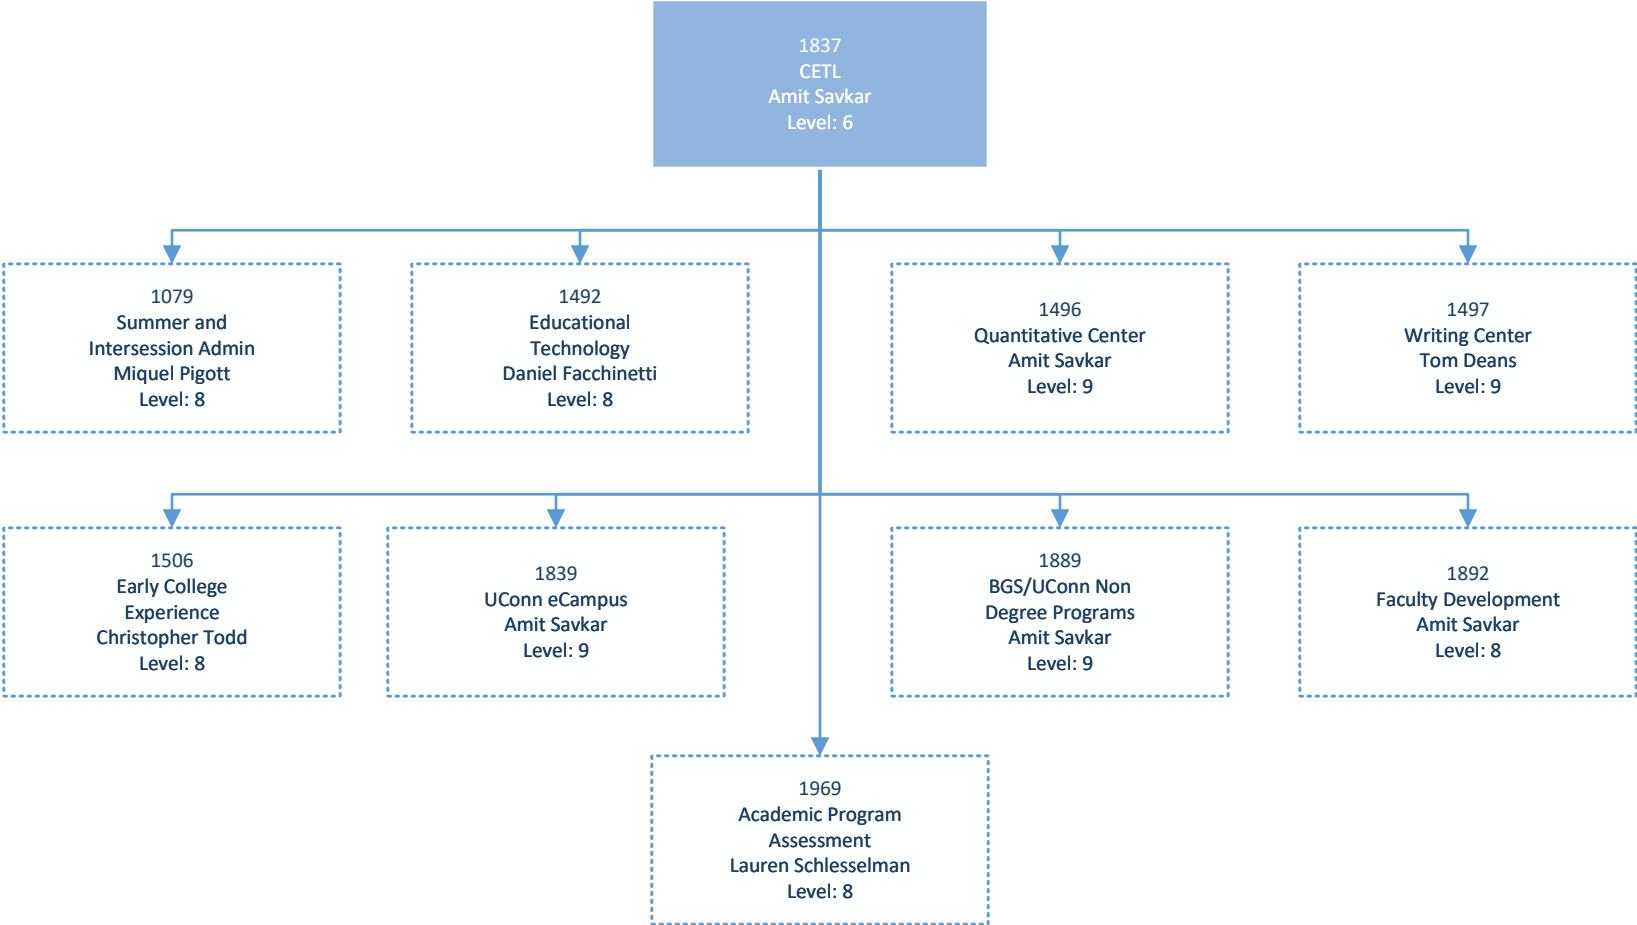 1837
CETL
Amit Savkar
Level: 6
1079
Summer and
Intersession Admin
Miquel Pigott
Level: 8
1492
Educational
Technology
Daniel Facchinetti
Level: 8
1496
Quantitative Center
Amit Savkar
Level: 9
1497
Writing Center
Tom Deans
Level: 9
1506
Early College
Experience
Christopher Todd
Level: 8
1839
UConn eCampus
Amit Savkar
Level: 9
1889
BGS/UConn Non
Degree Programs
Amit Savkar
Level: 9
1892
Faculty Development
Amit Savkar
Level: 8
1969
Academic Program
Assessment
Lauren Schlesselman
Level: 8